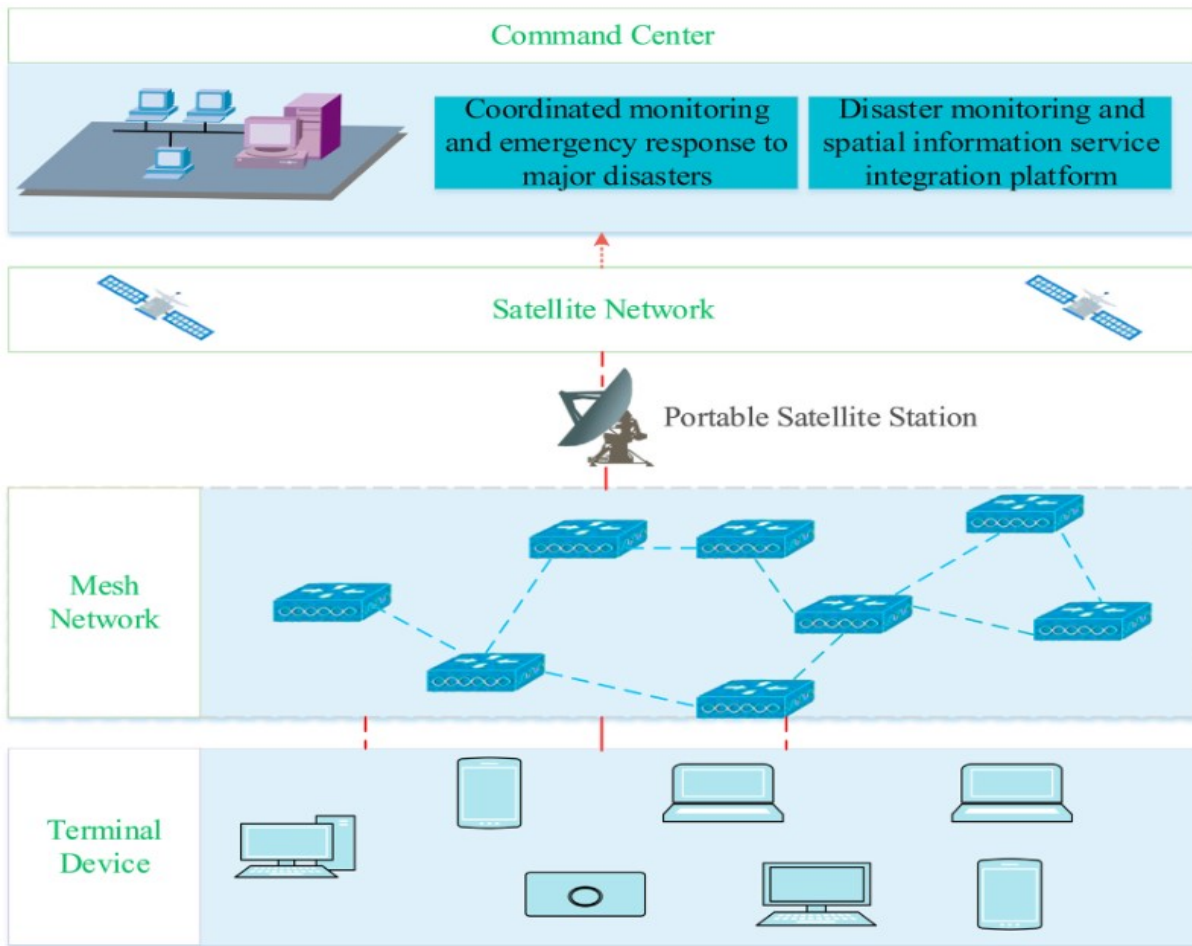 Command Center
Coordinated monitoring
and emergency response to
major disasters
Disaster monitoring and
spatial information service
integration platform
Satellite Network
Portable Satellite Station
Mesh
Network
Terminal
Device